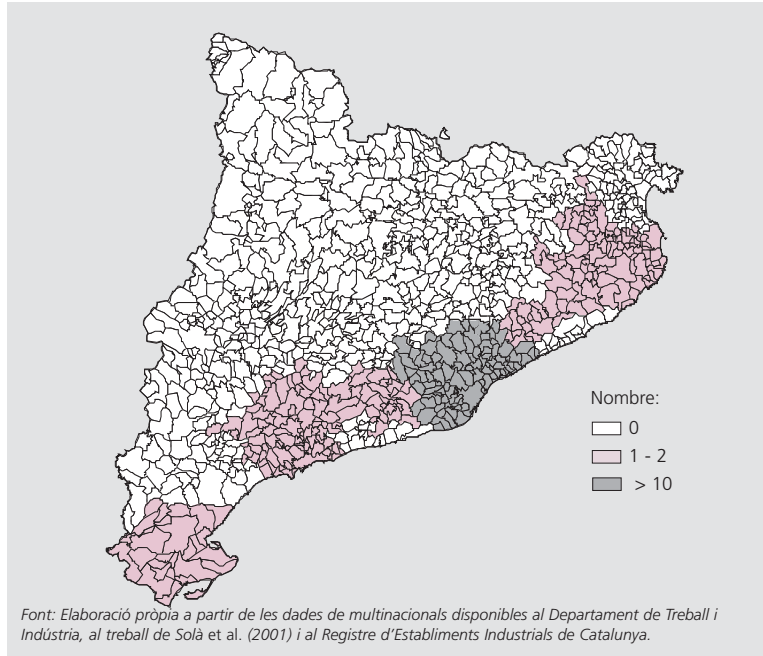 Nombre:
0
1 - 2
> 10
Font: Elaboració pròpia a partir de les dades de multinacionals disponibles al Departament de Treball i
Indústria, al treball de Solà et al. (2001) i al Registre d'Establiments Industrials de Catalunya.